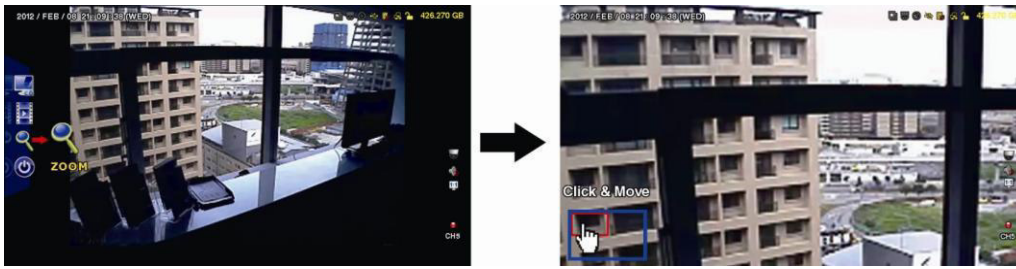 2012 / FEB / 08 21 : 09 : 38 (WED)
426.270 GB
ZOOM
CH5
2012 / FEB / 08 21 : 09 : 38 (WED)
Click & Move
CH5